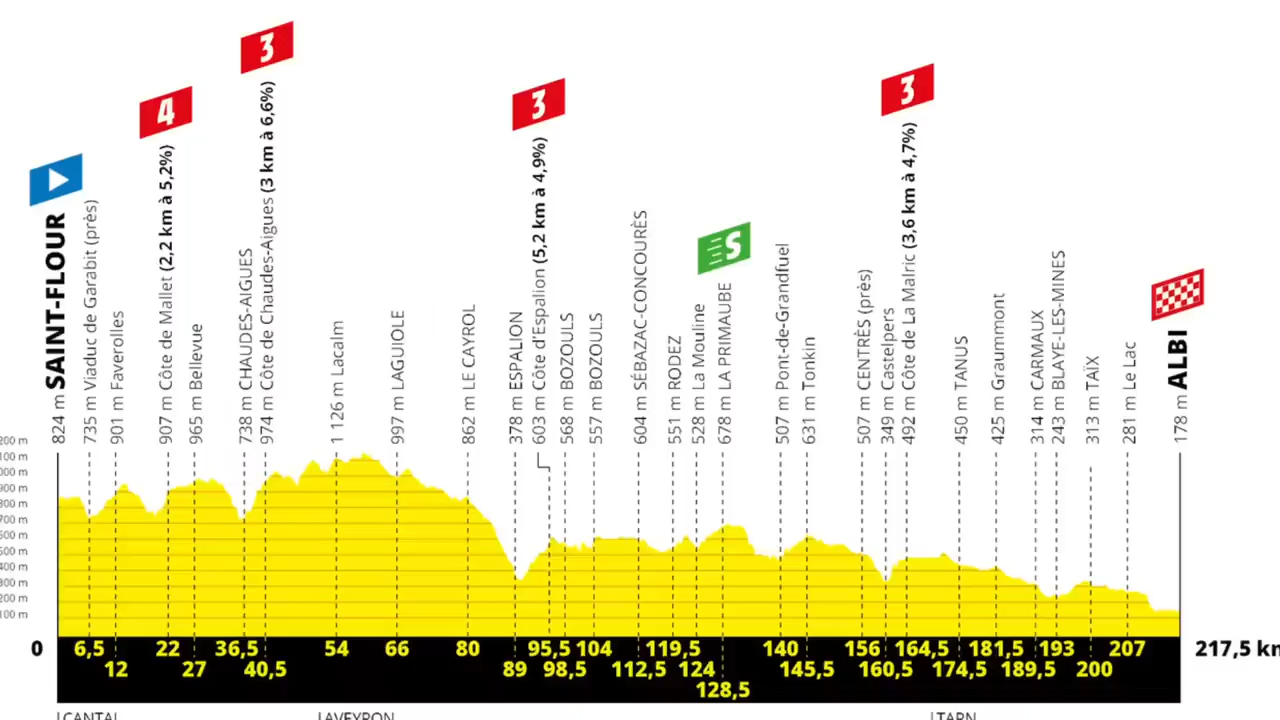 3
4
3
3
S
824 m SAINT-FLOUR
735 m Viaduc de Garabit (près)
901 m Faverolles
907 m Côte de Mallet (2,2 km à 5,2%)
965 m Bellevue
738 m CHAUDES-AIGUES
974 m Côte de Chaudes-Aigues (3 km à 6,6%)
1 126 m Lacalm
997 m LAGUIOLE
862 m LE CAYROL
378 m ESPALION
603 m Côte d'Espalion (5,2 km à 4,9%)
568 m BOZOULS
557 m BOZOULS
604 m SÉBAZAC-CONCOURÈS
551 m RODEZ
528 m La Mouline
678 m LA PRIMAUBE
507 m Pont-de-Grandfuel
631 m Tonkin
507 m CENTRÈS (près)
349 m Castelpers
492 m Côte de La Malric (3,6 km à 4,7%)
450 m TANUS
425 m Graummont
314 m CARMAUX
243 m BLAYE-LES-MINES
313 m TAÏX
281 m Le Lac
178 m ALBI
200 m
100 m
000 m
900 m
800 m
700 m
600 m
500 m
400 m
300 m
200 m
100 m
0 6,5 22 36,5 54 66 80 95,5 104 119,5 140 156 164,5 181,5 193 207 217,5 km
12 27 40,5 89 98,5 112,5 124 145,5 160,5 174,5 189,5 200
128,5
CANTAL AVEYRON TARN